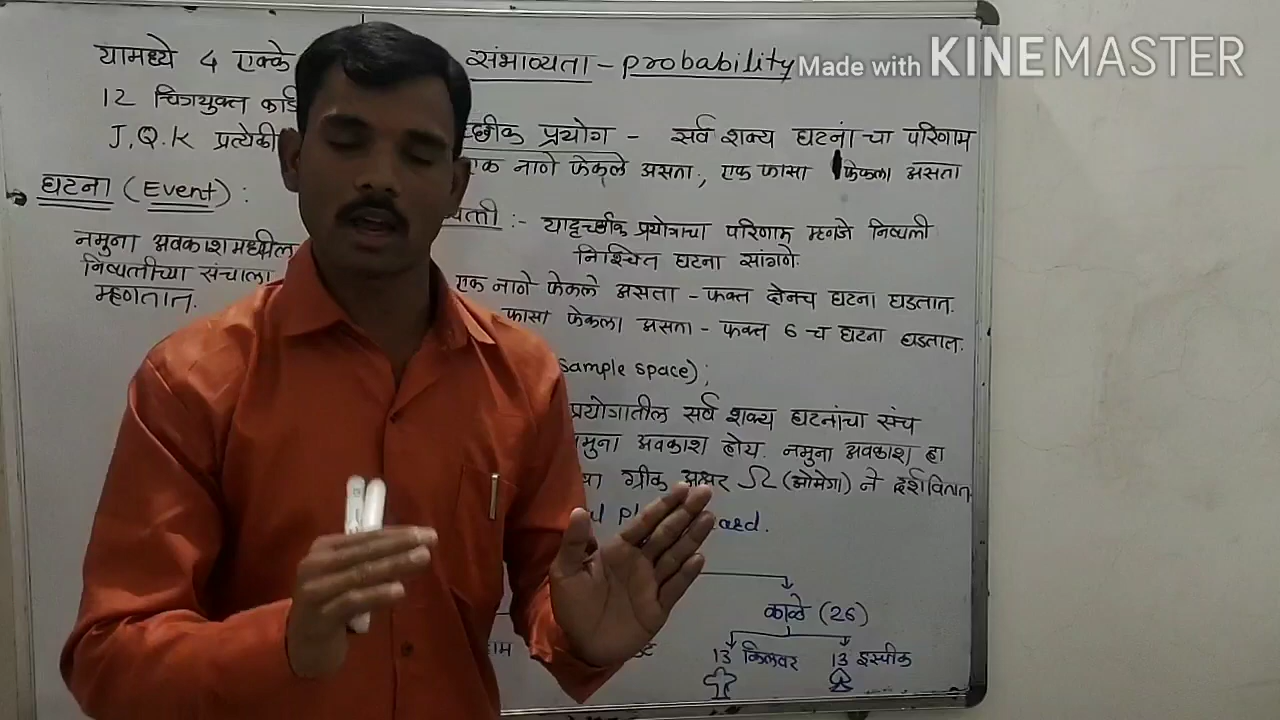 यामध्ये 4 एक्के
12 चित्रयुक्त
J, Q, K प्रत्येकी
घटना (Event) :
नमुना अवकाशमधील
निष्पत्तीच्या संचाला
म्हणतात.
संभाव्यता - probability
Made with KINEMASTER
प्रयोग - सर्व शक्य घटनांचा परिणाम
एक नाणे फेकले असता, एक फासा फेकला असता
:- यादृच्छीक प्रयोगाचा परिणाम म्हणजे निष्पत्ती
निश्चित घटना सांगणे.
एक नाणे फेकले असता - फक्त दोनच घटना घडतात.
फासा फेकला असता - फक्त 6 च घटना घडतात.
sample space);
प्रयोगातील सर्व शक्य घटनांचा संच
नमुना अवकाश होय. नमुना अवकाश हा
ग्रीक अक्षर Ω (ओमेगा) ने दर्शवितात
काळे (26)
13 किलवर 13 इस्पीक